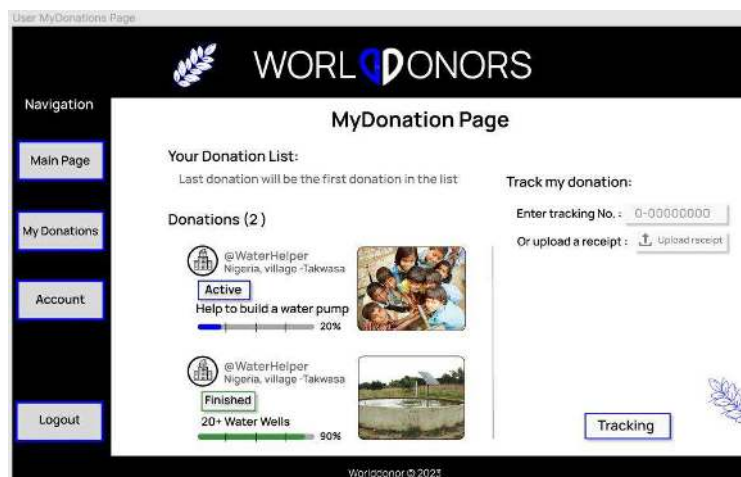 User MyDonations Page
WORLDDONORS
Navigation
Main Page
My Donations
Account
Logout
MyDonation Page
Your Donation List:
Last donation will be the first donation in the list
Donations (2)
@WaterHelper
Nigeria, village -Takwasa
Active
Help to build a water pump
20%
@WaterHelper
Nigeria, village -Takwasa
Finished
20+ Water Wells
90%
Track my donation:
Enter tracking No. : 0-00000000
Or upload a receipt : Upload receipt
Tracking
Worlddonor © 2023